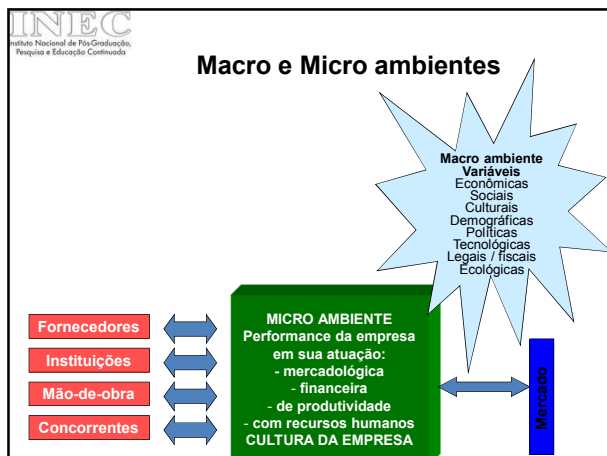 INEC
Instituto Nacional de Pós-Graduação,
Pesquisa e Educação Continuada
Macro e Micro ambientes
Macro ambiente
Variáveis
Econômicas
Sociais
Culturais
Demográficas
Políticas
Tecnológicas
Legais / fiscais
Ecológicas
Fornecedores
Instituições
Mão-de-obra
Concorrentes
MICRO AMBIENTE
Performance da empresa
em sua atuação:
- mercadológica
- financeira
- de produtividade
- com recursos humanos
CULTURA DA EMPRESA
Mercado